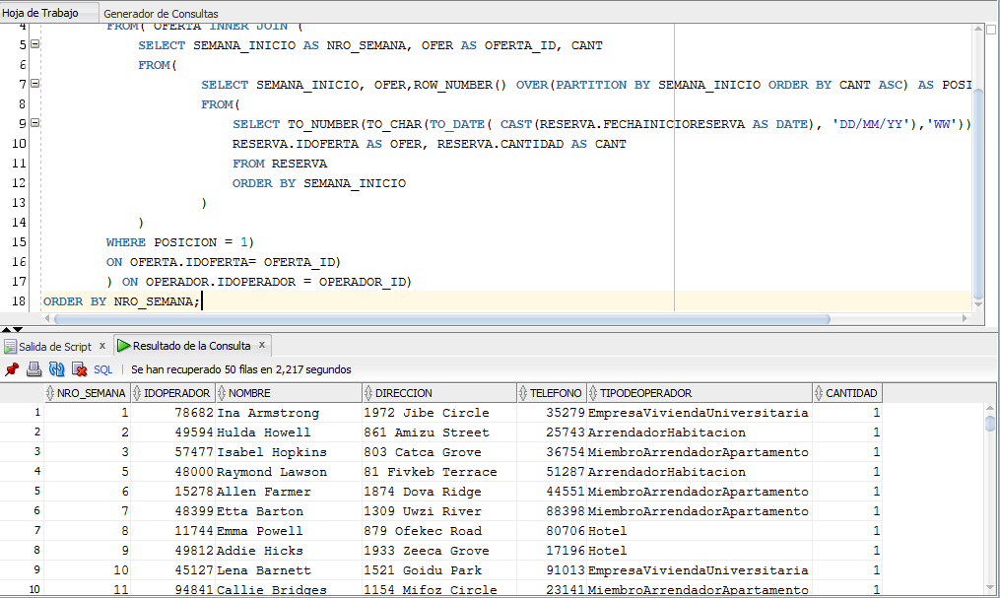 Hoja de Trabajo Generador de Consultas
4 FROM( OFERTA INNER JOIN (
5 SELECT SEMANA_INICIO AS NRO_SEMANA, OFER AS OFERTA_ID, CANT
6 FROM(
7 SELECT SEMANA_INICIO, OFER,ROW_NUMBER() OVER(PARTITION BY SEMANA_INICIO ORDER BY CANT ASC) AS POSI
8 FROM(
9 SELECT TO_NUMBER(TO_CHAR(TO_DATE( CAST(RESERVA.FECHAINICIORESERVA AS DATE), 'DD/MM/YY'),'WW'))
10 RESERVA.IDOFERTA AS OFER, RESERVA.CANTIDAD AS CANT
11 FROM RESERVA
12 ORDER BY SEMANA_INICIO
13 )
14 )
15 WHERE POSICION = 1)
16 ON OFERTA.IDOFERTA= OFERTA_ID)
17 ) ON OPERADOR.IDOPERADOR = OPERADOR_ID)
18 ORDER BY NRO_SEMANA;
Salida de Script x Resultado de la Consulta x
SQL | Se han recuperado 50 filas en 2,217 segundos
NRO_SEMANA IDOPERADOR NOMBRE DIRECCION TELEFONO TIPODEOPERADOR CANTIDAD
1 1 78682 Ina Armstrong 1972 Jibe Circle 35279 EmpresaViviendaUniversitaria 1
2 2 49594 Hulda Howell 861 Amizu Street 25743 ArrendadorHabitacion 1
3 3 57477 Isabel Hopkins 803 Catca Grove 36754 MiembroArrendadorApartamento 1
4 5 48000 Raymond Lawson 81 Fivkeb Terrace 51287 ArrendadorHabitacion 1
5 6 15278 Allen Farmer 1874 Dova Ridge 44551 MiembroArrendadorApartamento 1
6 7 48399 Etta Barton 1309 Uwzi River 88398 MiembroArrendadorApartamento 1
7 8 11744 Emma Powell 879 Ofekec Road 80706 Hotel 1
8 9 49812 Addie Hicks 1933 Zeeca Grove 17196 Hotel 1
9 10 45127 Lena Barnett 1521 Goidu Park 91013 EmpresaViviendaUniversitaria 1
10 11 94841 Callie Bridges 1154 Mifoz Circle 23141 MiembroArrendadorApartamento 1